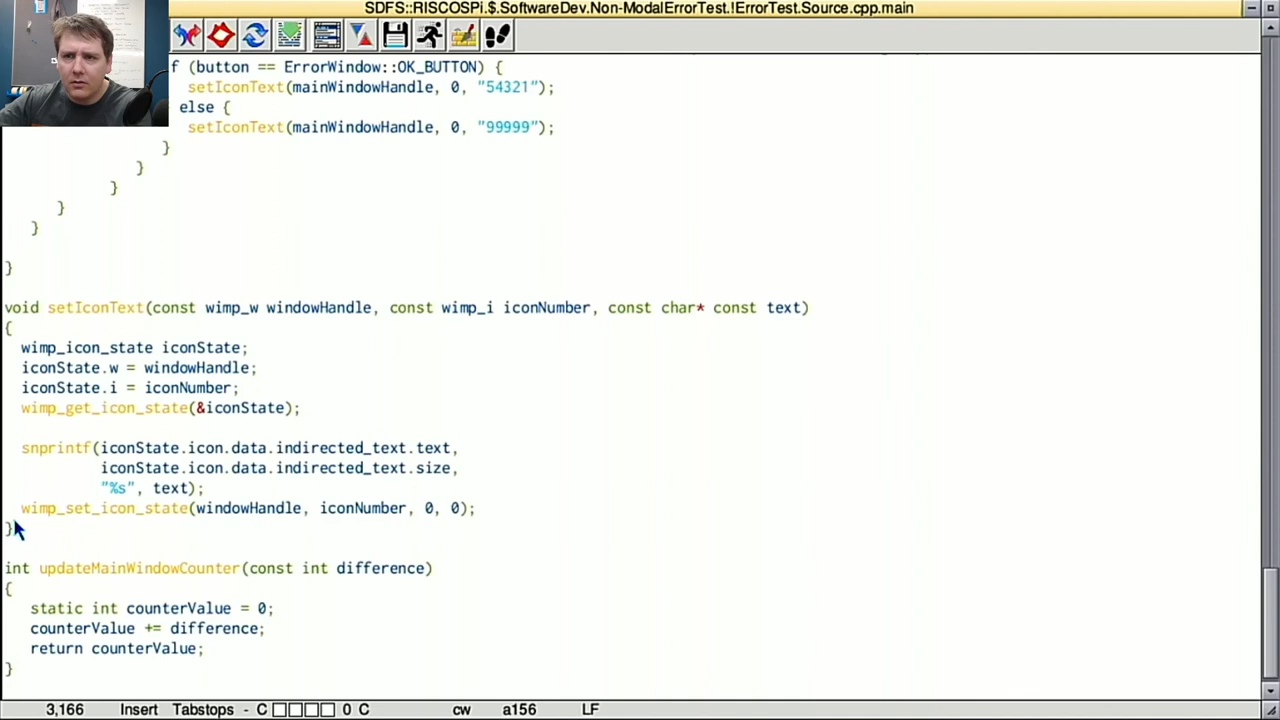 SDFS::RISCOSPi.$.SoftwareDev.Non-ModalErrorTest.!ErrorTest.Source.cpp.main
f (button == ErrorWindow::OK_BUTTON) {
setIconText(mainWindowHandle, 0, "54321");
else {
setIconText(mainWindowHandle, 0, "99999");
}
}
}
}
}
}
void setIconText(const wimp_w windowHandle, const wimp_i iconNumber, const char* const text)
{
wimp_icon_state iconState;
iconState.w = windowHandle;
iconState.i = iconNumber;
wimp_get_icon_state(&iconState);
snprintf(iconState.icon.data.indirected_text.text,
iconState.icon.data.indirected_text.size,
"%s", text);
wimp_set_icon_state(windowHandle, iconNumber, 0, 0);
}
int updateMainWindowCounter(const int difference)
{
static int counterValue = 0;
counterValue += difference;
return counterValue;
}
3,166 Insert Tabstops - C 0 C cw a156 LF